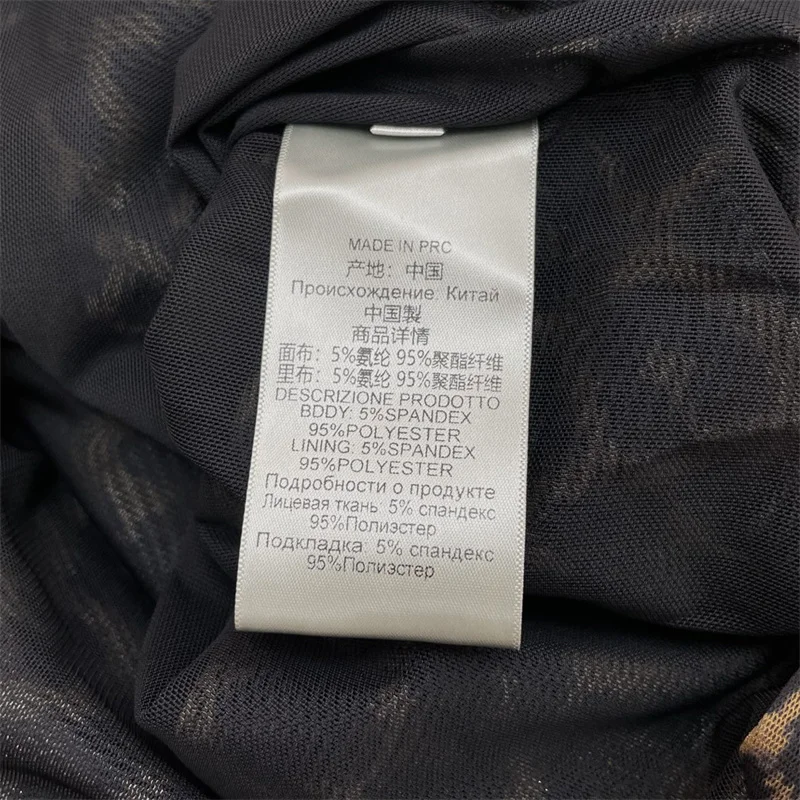 MADE IN PRC
产地：中国
Происхождение. Китай
中国製
商品详情
面布：5%氨纶 95%聚酯纤维
里布：5%氨纶 95%聚酯纤维
DESCRIZIONE PRODOTTO
BDDY: 5%SPANDEX
95%POLYESTER
LINING: 5%SPANDEX
95%POLYESTER
Подробности о продукте
Лицевая ткань: 5% спандекс
95%Полиэстер
Подкладка: 5% спандекс
95%Полиэстер